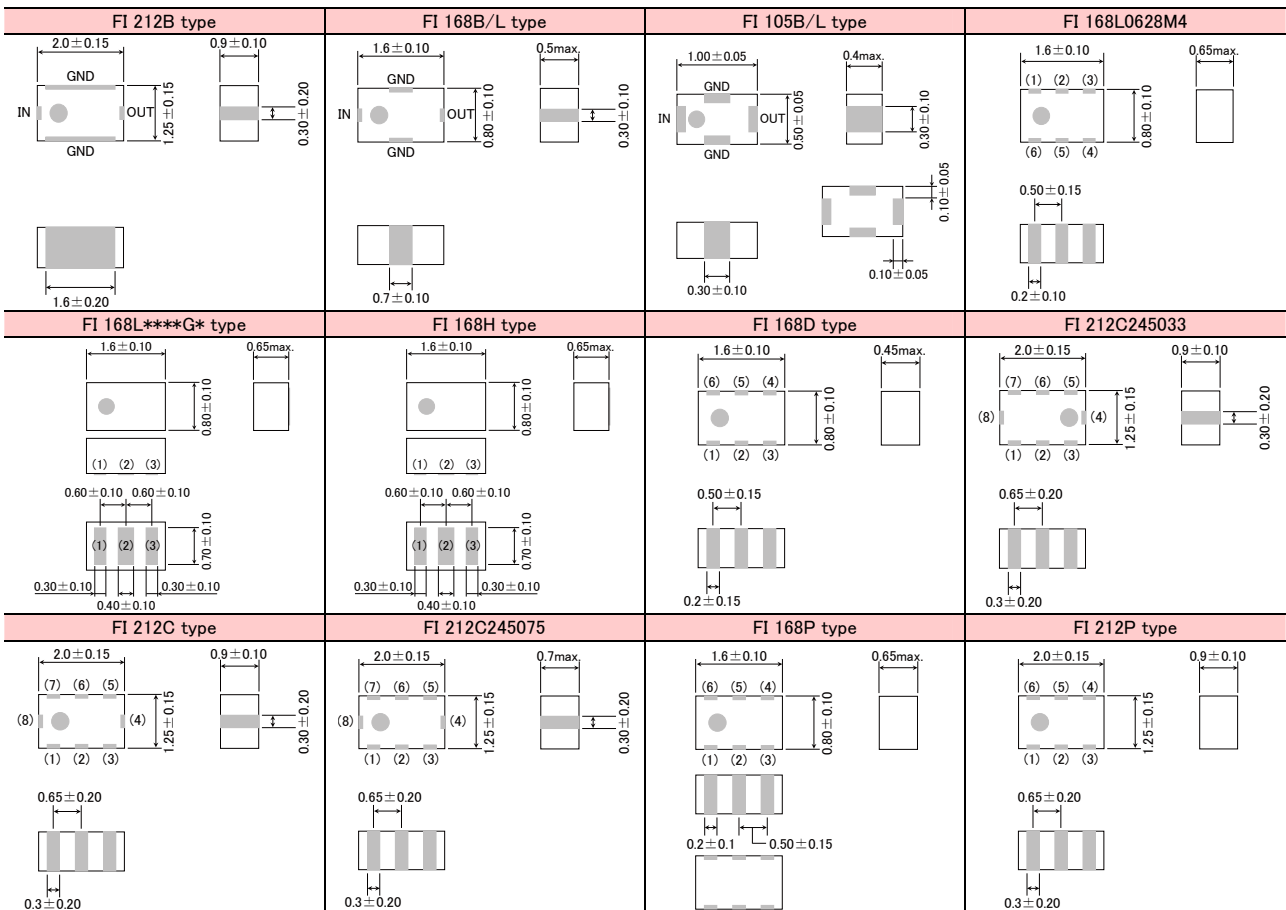 FI 212B type
2.0±0.15
0.9±0.10
GND
IN
OUT
1.25±0.15
0.30±0.20
GND
1.6±0.20
FI 168B/L type
1.6±0.10
0.5max.
GND
IN
OUT
0.80±0.10
0.30±0.10
GND
0.7±0.10
FI 105B/L type
1.00±0.05
0.4max.
GND
IN
OUT
0.50±0.05
0.30±0.10
GND
0.10±0.05
0.10±0.05
0.30±0.10
FI 168L0628M4
1.6±0.10
0.65max.
(1) (2) (3)
0.80±0.10
(6) (5) (4)
0.50±0.15
0.2±0.10
FI 168L****G* type
1.6±0.10
0.65max.
0.80±0.10
(1) (2) (3)
0.60±0.10 0.60±0.10
(1) (2) (3)
0.70±0.10
0.30±0.10 0.30±0.10
0.40±0.10
FI 168H type
1.6±0.10
0.65max.
0.80±0.10
(1) (2) (3)
0.60±0.10 0.60±0.10
(1) (2) (3)
0.70±0.10
0.30±0.10 0.30±0.10
0.40±0.10
FI 168D type
1.6±0.10
0.45max.
(6) (5) (4)
0.80±0.10
(1) (2) (3)
0.50±0.15
0.2±0.15
FI 212C245033
2.0±0.15
0.9±0.10
(7) (6) (5)
(8)
(4)
1.25±0.15
0.30±0.20
(1) (2) (3)
0.65±0.20
0.3±0.20
FI 212C type
2.0±0.15
0.9±0.10
(7) (6) (5)
(8)
(4)
1.25±0.15
0.30±0.20
(1) (2) (3)
0.65±0.20
0.3±0.20
FI 212C245075
2.0±0.15
0.7max.
(7) (6) (5)
(8)
(4)
1.25±0.15
0.30±0.20
(1) (2) (3)
0.65±0.20
0.3±0.20
FI 168P type
1.6±0.10
0.65max.
(6) (5) (4)
0.80±0.10
(1) (2) (3)
0.2±0.1
0.50±0.15
FI 212P type
2.0±0.15
0.9±0.10
(6) (5) (4)
1.25±0.15
(1) (2) (3)
0.65±0.20
0.3±0.20